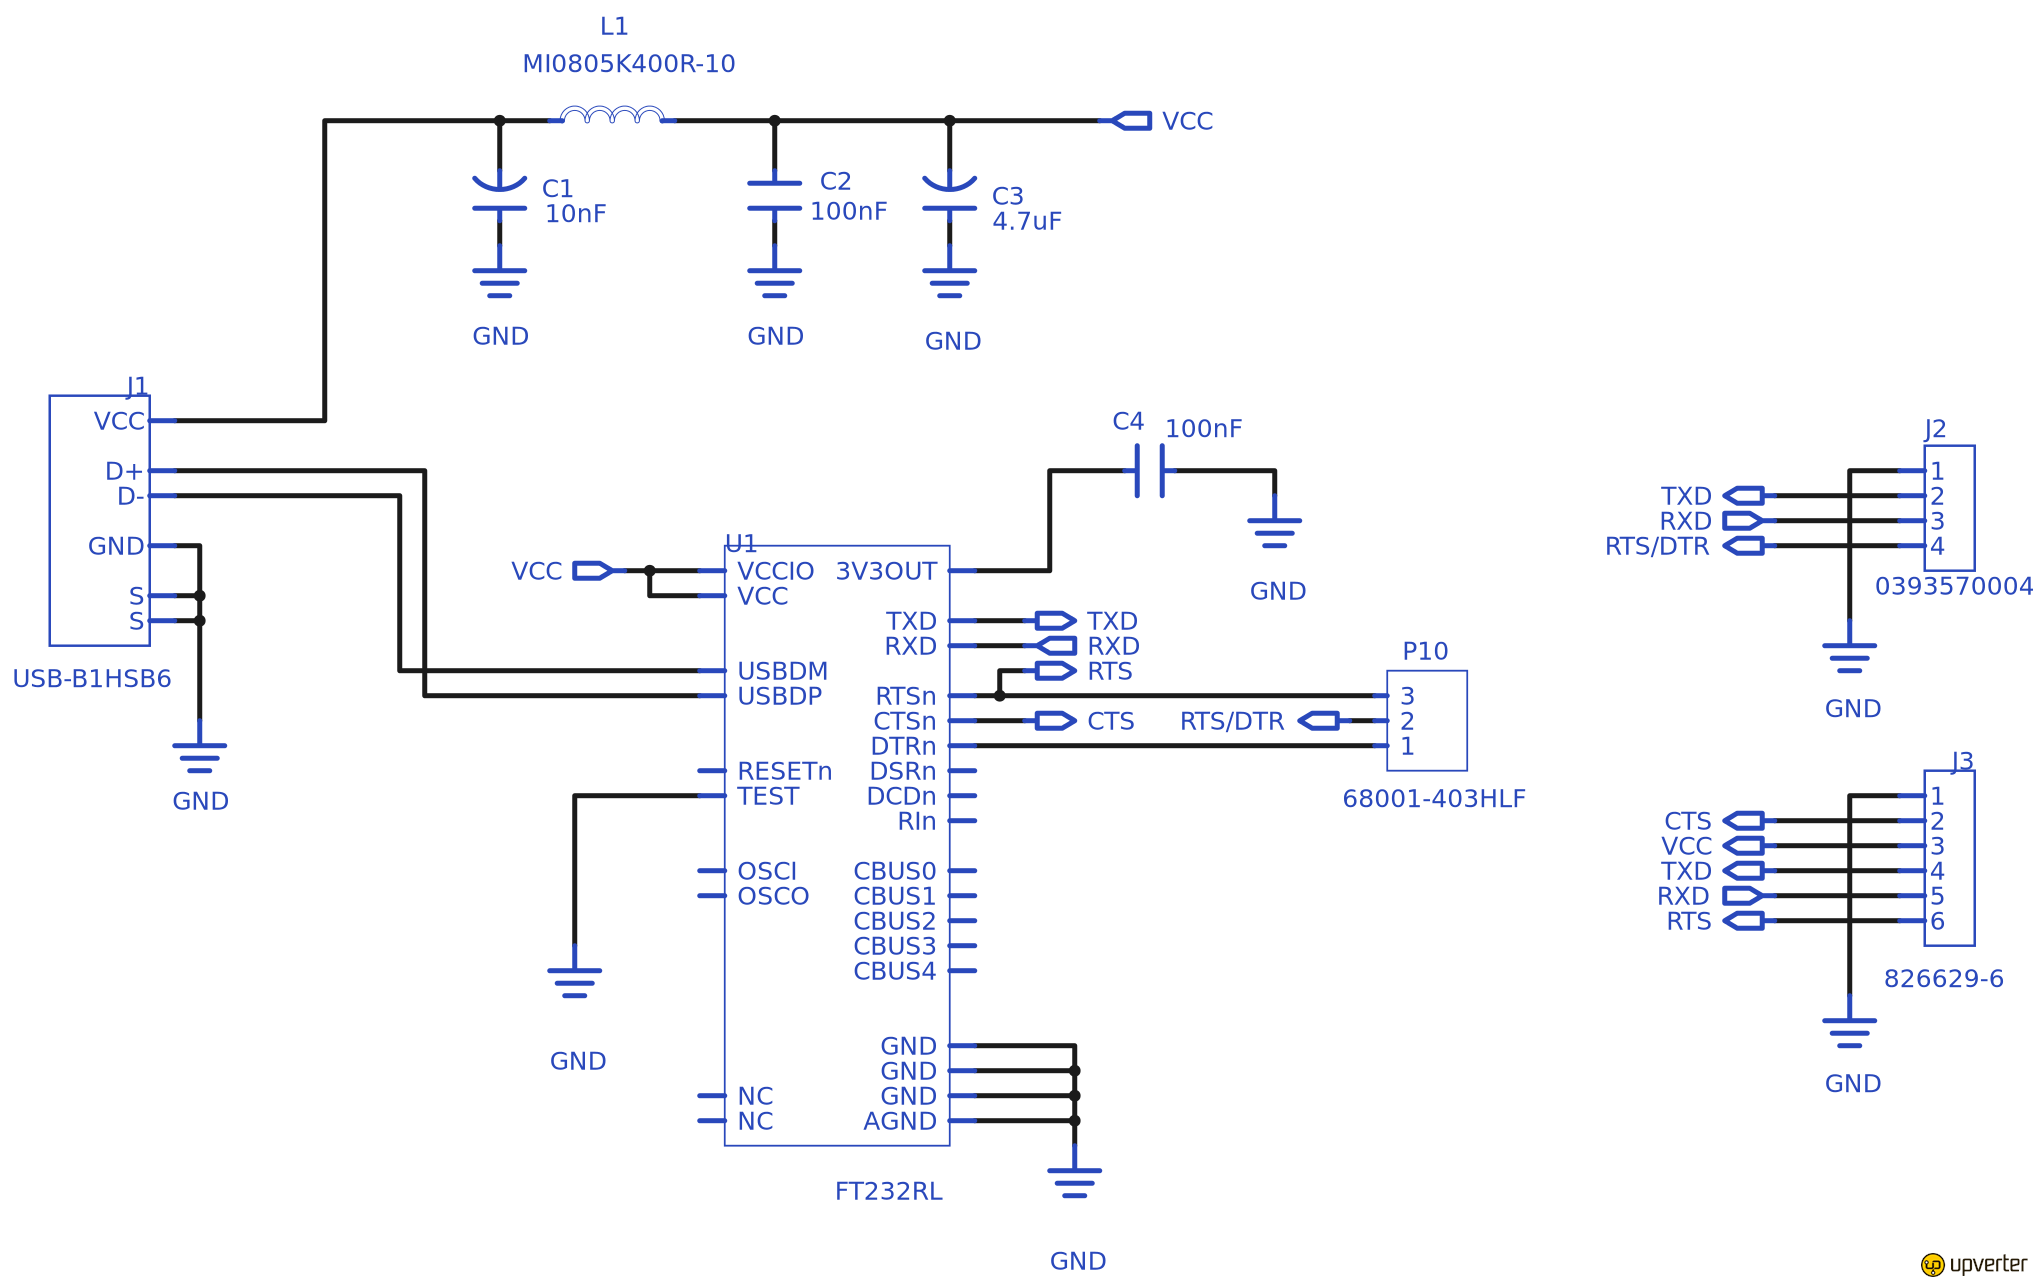 L1
MI0805K400R-10
VCC
C1
10nF
C2
100nF
C3
4.7uF
GND
GND
GND
J1
VCC
D+
D-
GND
S
S
USB-B1HSB6
GND
C4
100nF
GND
U1
VCC
VCCIO
VCC
USBDM
USBDP
RESETn
TEST
OSCI
OSCO
NC
NC
3V3OUT
TXD
RXD
RTSn
CTSn
DTRn
DSRn
DCDn
RIn
CBUS0
CBUS1
CBUS2
CBUS3
CBUS4
GND
GND
GND
AGND
FT232RL
GND
GND
TXD
RXD
RTS
CTS
RTS/DTR
P10
3
2
1
68001-403HLF
J2
1
TXD 2
RXD 3
RTS/DTR 4
0393570004
GND
J3
1
CTS 2
VCC 3
TXD 4
RXD 5
RTS 6
826629-6
GND
upverter